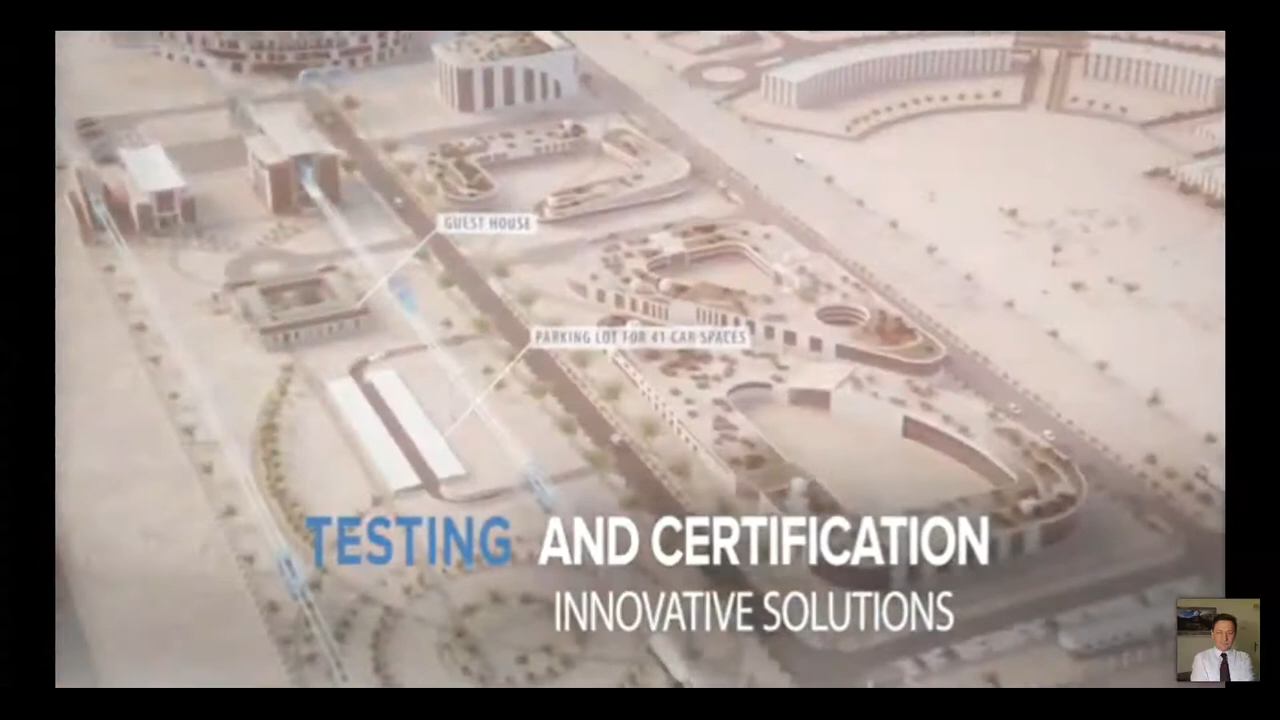 GUEST HOUSE
PARKING LOT FOR 41 CAR SPACES
TESTING AND CERTIFICATION
INNOVATIVE SOLUTIONS